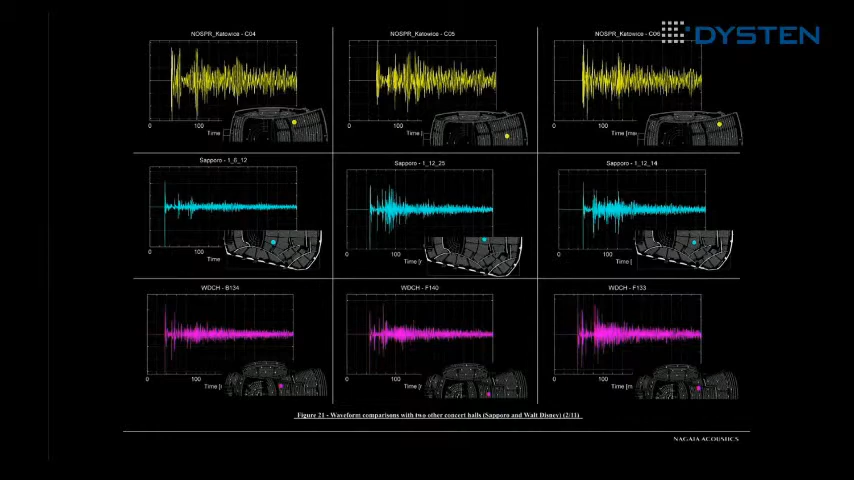 DYSTEN
NOSPR_Katowice - C04
NOSPR_Katowice - C05
NOSPR_Katowice - C06
0
100
Time [
0
100
Time [m
0
100
Time [ms
Sapporo - 1_6_12
Sapporo - 1_12_25
Sapporo - 1_12_14
0
100
Time
0
100
Time [
0
100
Time [
WDCH - B134
WDCH - F140
WDCH - F133
0
100
Time [
0
100
Time [
0
100
Time [m
Figure 21 - Waveform comparisons with two other concert halls (Sapporo and Walt Disney) (2/11)
NAGATA ACOUSTICS